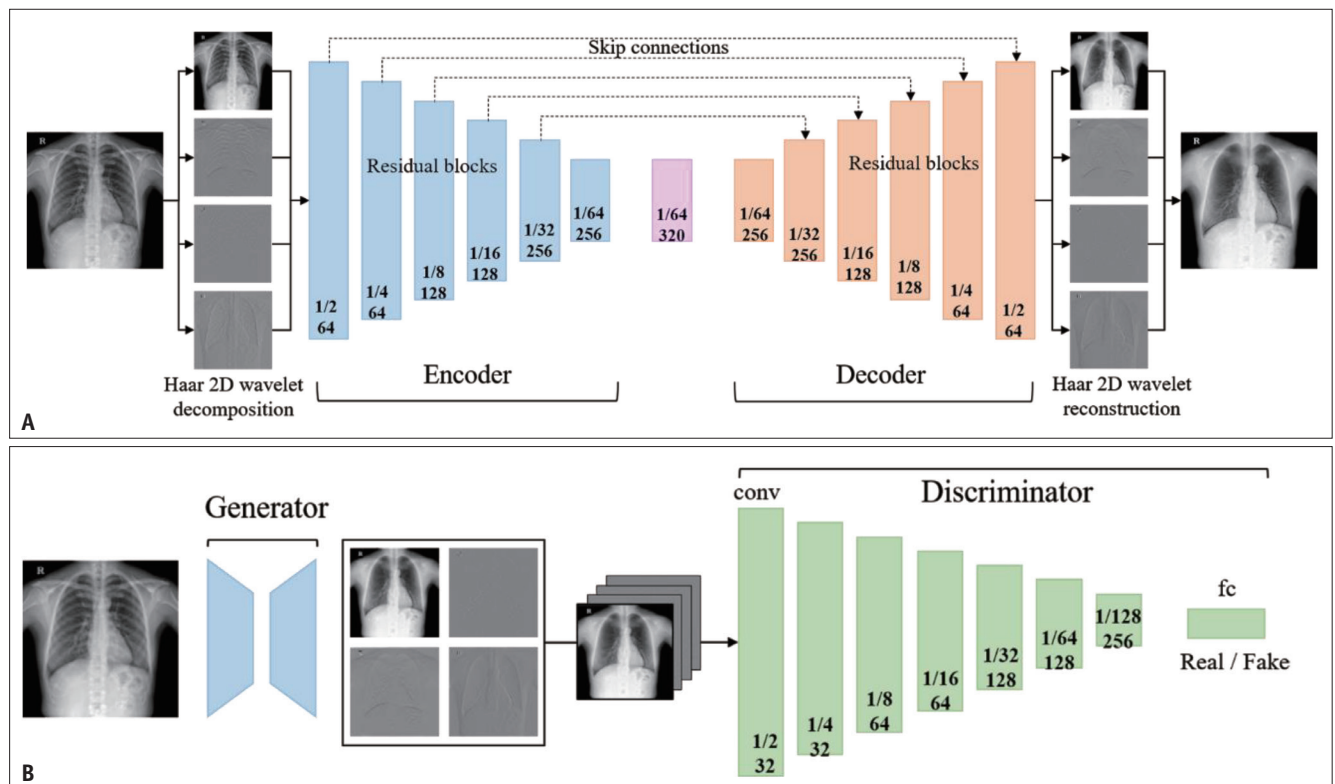 Skip connections
R
R
R
R
Residual blocks
Residual blocks
1/2
64
1/4
64
1/8
128
1/16
128
1/32
256
1/64
256
1/64
320
1/64
256
1/32
256
1/16
128
1/8
128
1/4
64
1/2
64
Haar 2D wavelet
decomposition
Encoder
Decoder
Haar 2D wavelet
reconstruction
A
Generator
conv
Discriminator
R
R
R
1/2
32
1/4
32
1/8
64
1/16
64
1/32
128
1/64
128
1/128
256
fc
Real / Fake
B